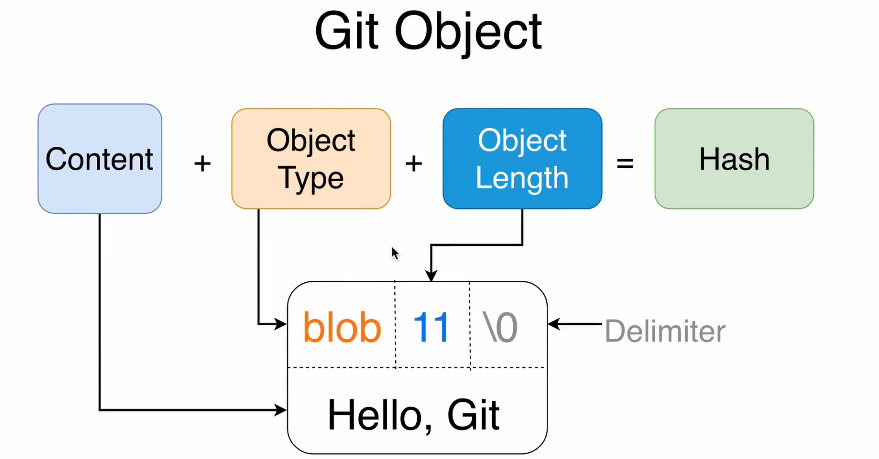 Git Object
Content + Object Type + Object Length = Hash
blob 11 \0
Delimiter
Hello, Git